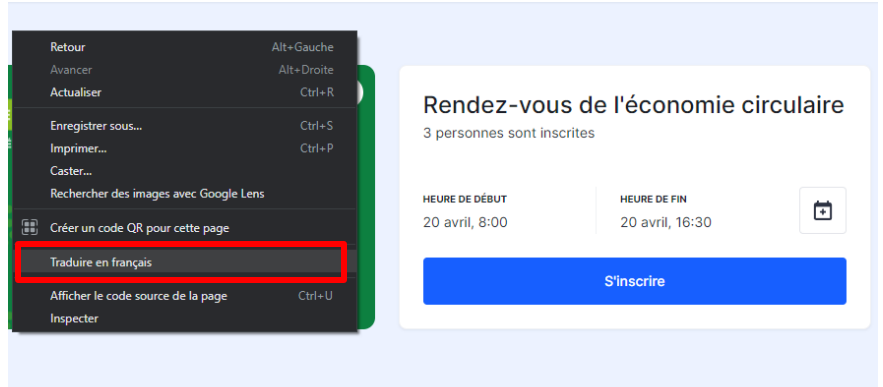 Retour Alt+Gauche
Avancer Alt+Droite
Actualiser Ctrl+R
Enregistrer sous... Ctrl+S
Imprimer... Ctrl+P
Caster...
Rechercher des images avec Google Lens
Créer un code QR pour cette page
Traduire en français
Afficher le code source de la page Ctrl+U
Inspecter
Rendez-vous de l'économie circulaire
3 personnes sont inscrites
HEURE DE DÉBUT HEURE DE FIN
20 avril, 8:00 20 avril, 16:30
S'inscrire